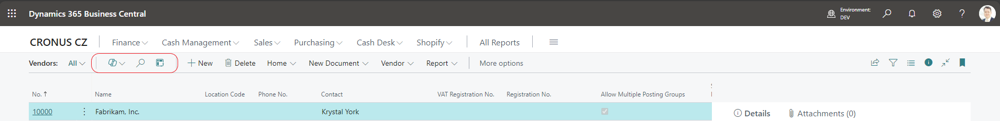 Dynamics 365 Business Central
Environment:
DEV
?
CRONUS CZ Finance Cash Management Sales Purchasing Cash Desk Shopify All Reports
Vendors: All New Delete Home New Document Vendor Report More options
No. ↑ Name Location Code Phone No. Contact VAT Registration No. Registration No. Allow Multiple Posting Groups
10000 Fabrikam, Inc. Krystal York
Details Attachments (0)